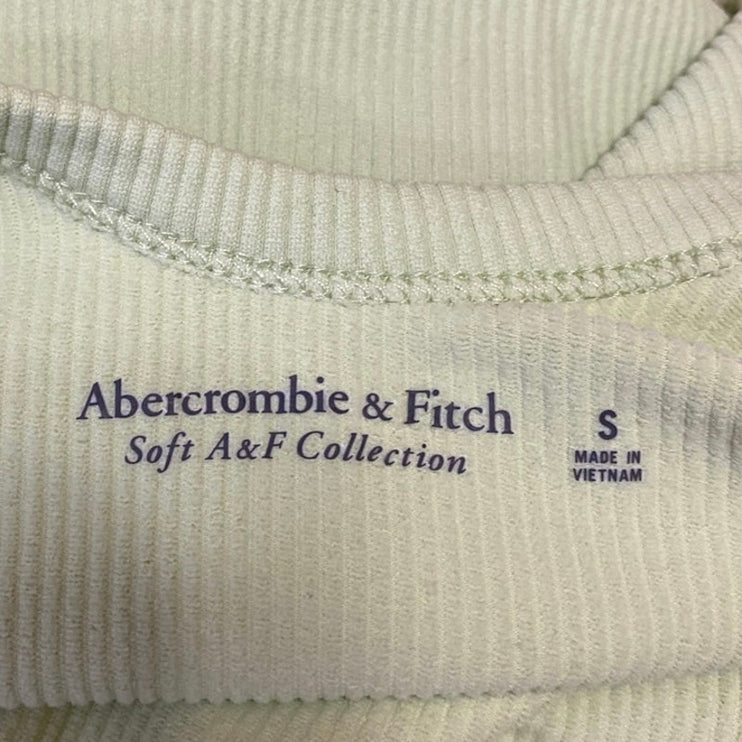 Abercrombie & Fitch
Soft A&F Collection
S
MADE IN
VIETNAM